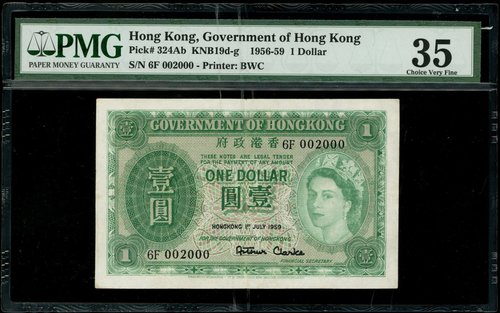 PMG
PAPER MONEY GUARANTY
Hong Kong, Government of Hong Kong
Pick# 324Ab KNB19d-g 1956-59 1 Dollar
S/N 6F 002000 - Printer: BWC
35
Choice Very Fine
壹 GOVERNMENT OF HONGKONG 1
府政港香 6F 002000
THESE NOTES ARE LEGAL TENDER
FOR THE PAYMENT OF ANY AMOUNT
ONE DOLLAR
壹圓
圓壹
HONGKONG 1ST JULY 1959
FOR THE GOVERNMENT OF HONGKONG
6F 002000
Arthur Clarke
FINANCIAL SECRETARY
1 壹